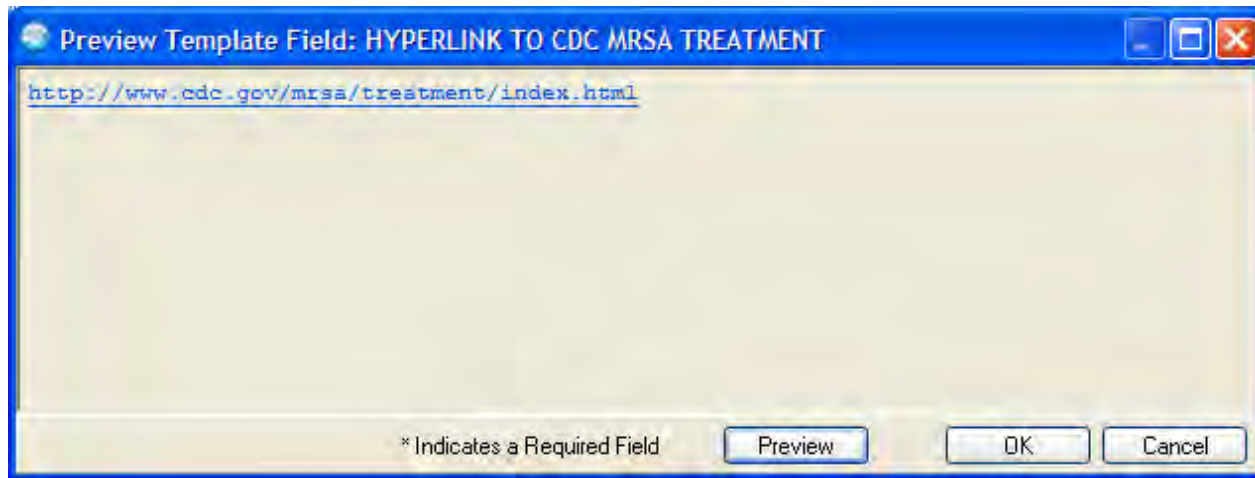 Preview Template Field: HYPERLINK TO CDC MRSA TREATMENT
http://www.cdc.gov/mrsa/treatment/index.html
* Indicates a Required Field Preview OK Cancel